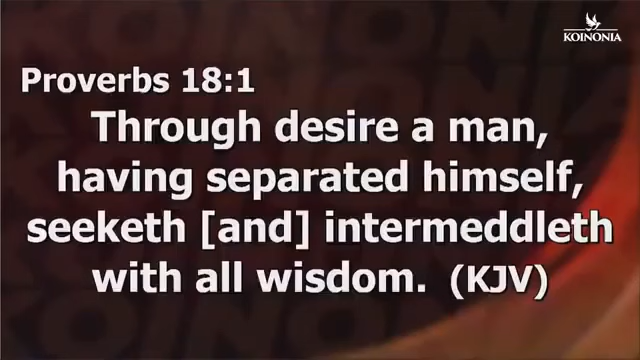 KOINONIA
Proverbs 18:1
Through desire a man,
having separated himself,
seeketh [and] intermeddleth
with all wisdom. (KJV)